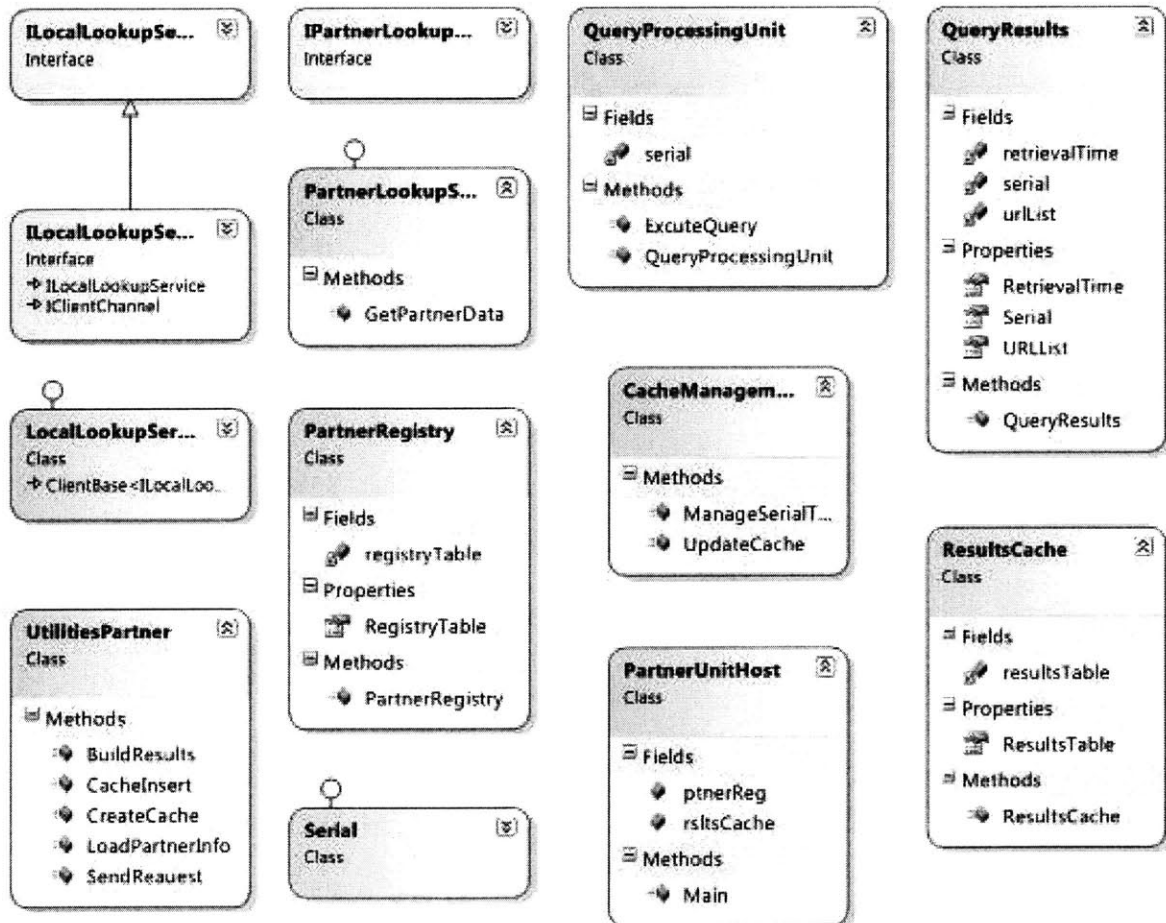 ILocalLookupSe...
Interface
ILocalLookupSe...
Interface
ILocalLookupService
IClientChannel
LocalLookupSer...
Class
ClientBase<ILocalLoo...
UtilitiesPartner
Class
Methods
BuildResults
CacheInsert
CreateCache
LoadPartnerInfo
SendReauest
IPartnerLookup...
Interface
PartnerLookupS...
Class
Methods
GetPartnerData
PartnerRegistry
Class
Fields
registryTable
Properties
RegistryTable
Methods
PartnerRegistry
Serial
Class
QueryProcessingUnit
Class
Fields
serial
Methods
ExcuteQuery
QueryProcessingUnit
CacheManagem...
Class
Methods
ManageSerialT...
UpdateCache
PartnerUnitHost
Class
Fields
ptnerReg
rsltsCache
Methods
Main
QueryResults
Class
Fields
retrievalTime
serial
urlList
Properties
RetrievalTime
Serial
URLList
Methods
QueryResults
ResultsCache
Class
Fields
resultsTable
Properties
ResultsTable
Methods
ResultsCache